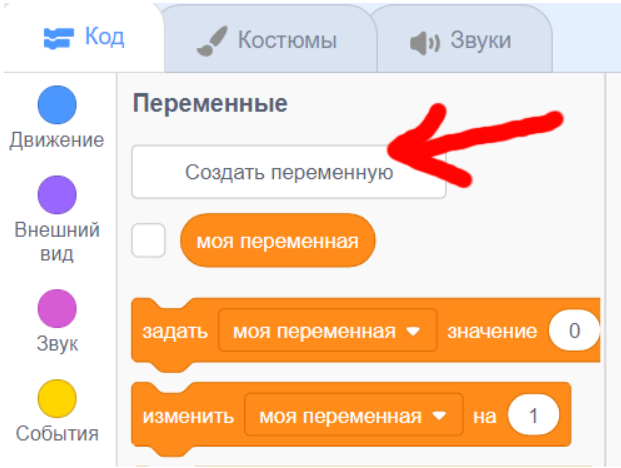 Код
Костюмы
Звуки
Движение
Внешний
вид
Звук
События
Переменные
Создать переменную
моя переменная
задать моя переменная значение 0
изменить моя переменная на 1